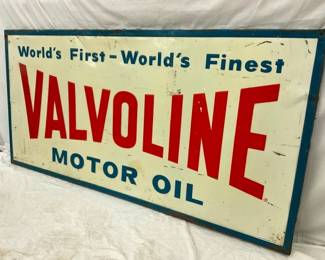 World's First-World's Finest
VALVOLINE
MOTOR OIL